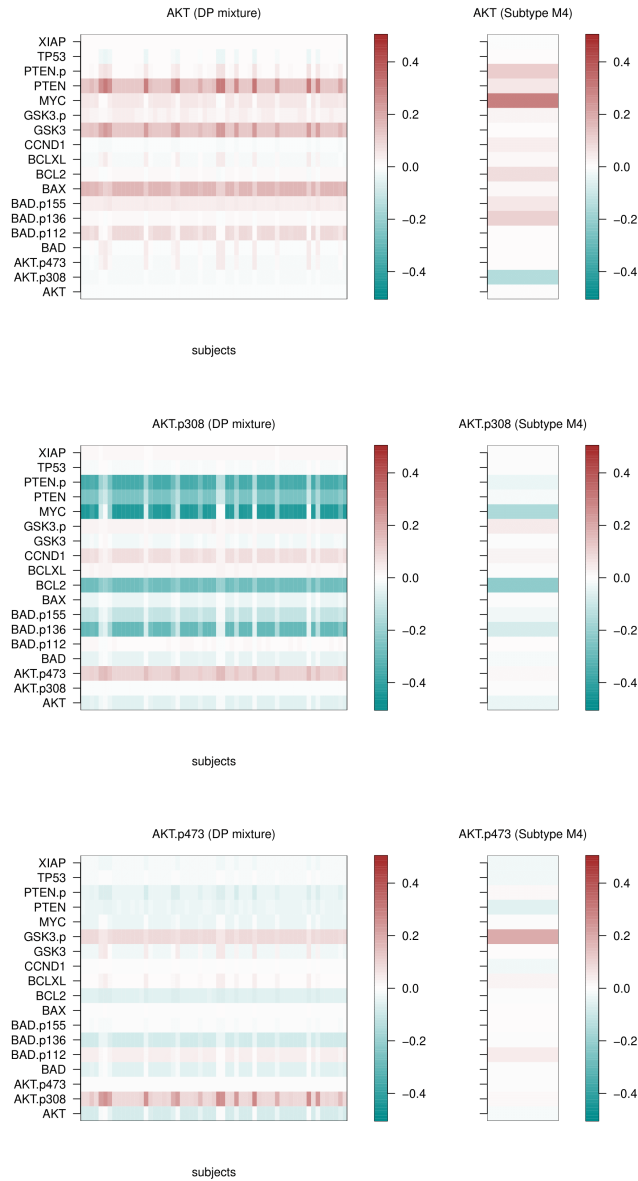 AKT (DP mixture)
AKT (Subtype M4)
XIAP
TP53
PTEN.p
PTEN
MYC
GSK3.p
GSK3
CCND1
BCLXL
BCL2
BAX
BAD.p155
BAD.p136
BAD.p112
BAD
AKT.p473
AKT.p308
AKT
0.4
0.2
0.0
−0.2
−0.4
0.4
0.2
0.0
−0.2
−0.4
subjects
AKT.p308 (DP mixture)
AKT.p308 (Subtype M4)
XIAP
TP53
PTEN.p
PTEN
MYC
GSK3.p
GSK3
CCND1
BCLXL
BCL2
BAX
BAD.p155
BAD.p136
BAD.p112
BAD
AKT.p473
AKT.p308
AKT
0.4
0.2
0.0
−0.2
−0.4
0.4
0.2
0.0
−0.2
−0.4
subjects
AKT.p473 (DP mixture)
AKT.p473 (Subtype M4)
XIAP
TP53
PTEN.p
PTEN
MYC
GSK3.p
GSK3
CCND1
BCLXL
BCL2
BAX
BAD.p155
BAD.p136
BAD.p112
BAD
AKT.p473
AKT.p308
AKT
0.4
0.2
0.0
−0.2
−0.4
0.4
0.2
0.0
−0.2
−0.4
subjects